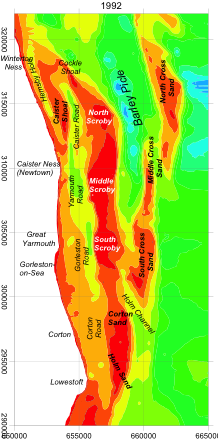 1992
Winterton
Ness
Hemsby Hole
Cockle
Shoal
Caister
Shoal
Caister Road
North
Scroby
Barley Picle
North Cross
Sand
Caister Ness
(Newtown)
Yarmouth
Road
Middle
Scroby
Middle Cross
Sand
Great
Yarmouth
Gorleston-
on-Sea
Gorleston
Road
South
Scroby
South Cross
Sand
Holm Channel
Corton
Corton
Road
Corton
Sand
Holm Sand
Lowestoft
320000
315000
310000
305000
300000
295000
290000
650000
655000
660000
665000